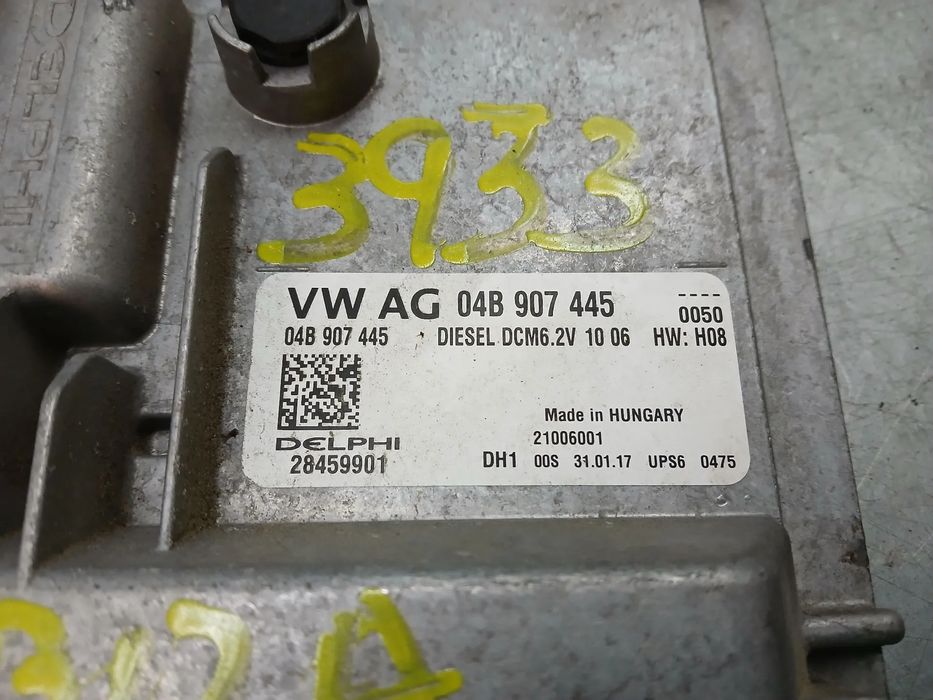 DELPHI
3933
VW AG 04B 907 445 ----
0050
04B 907 445 DIESEL DCM6.2V 10 06 HW: H08
Made in HUNGARY
DELPHI 21006001
28459901 DH1 00S 31.01.17 UPS6 0475